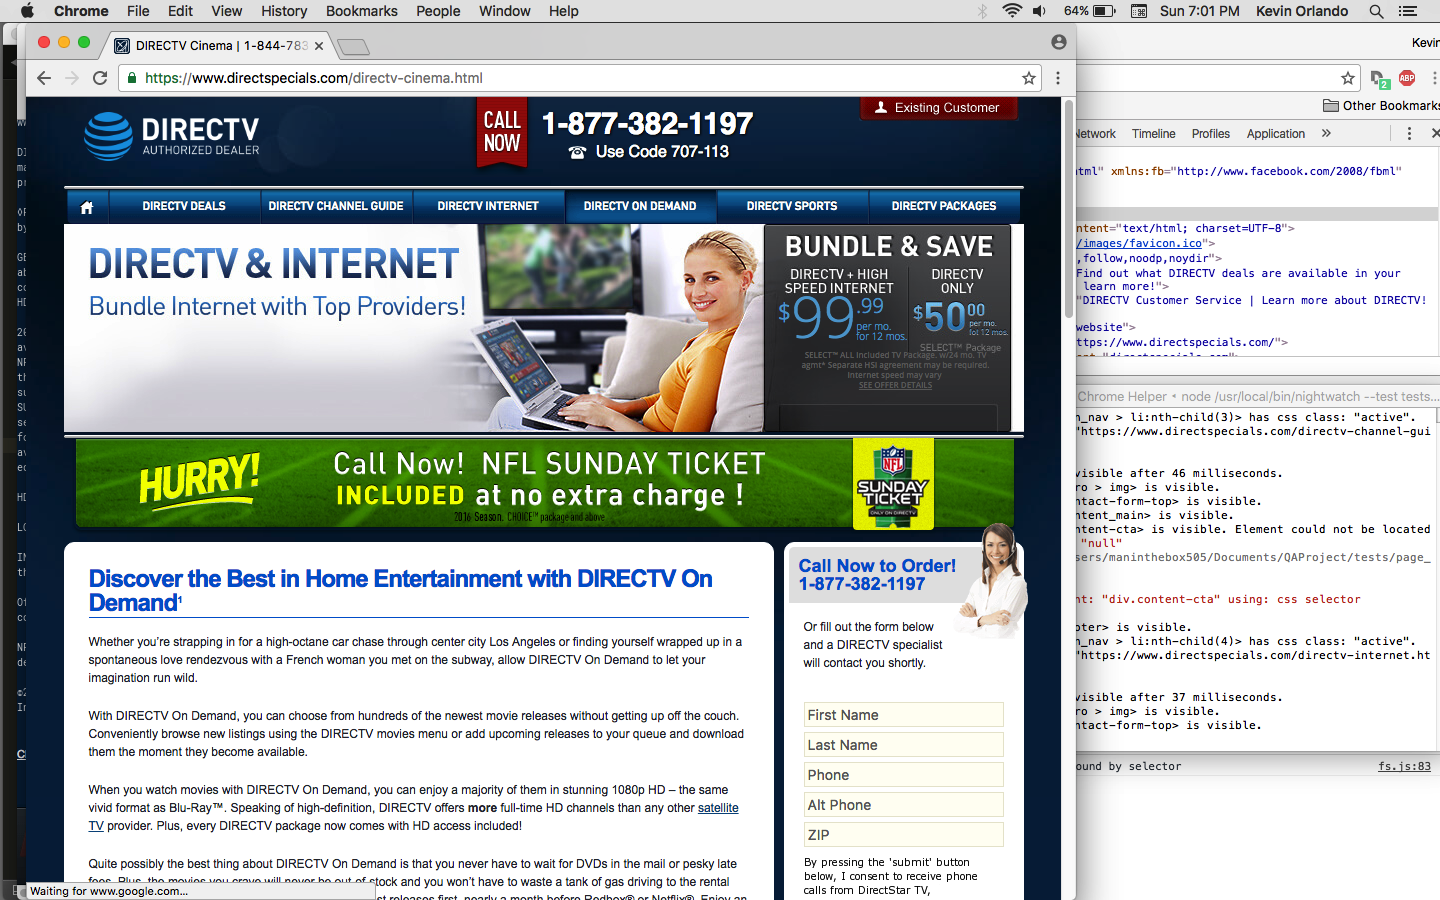 Chrome File Edit View History Bookmarks People Window Help
64% Sun 7:01 PM Kevin Orlando
DIRECTV Cinema | 1-844-783
https://www.directspecials.com/directv-cinema.html
DIRECTV
AUTHORIZED DEALER
CALL
NOW
1-877-382-1197
Use Code 707-113
Existing Customer
DIRECTV DEALS DIRECTV CHANNEL GUIDE DIRECTV INTERNET DIRECTV ON DEMAND DIRECTV SPORTS DIRECTV PACKAGES
DIRECTV & INTERNET
Bundle Internet with Top Providers!
BUNDLE & SAVE
DIRECTV + HIGH
SPEED INTERNET
$99.99
per mo.
for 12 mos.
DIRECTV
ONLY
$5000
per mo.
for 12 mos.
SELECT™ Package
SELECT™ ALL Included TV Package. w/24 mo. TV
agmt* Separate HSI agreement may be required.
Internet speed may vary
SEE OFFER DETAILS
HURRY!
Call Now! NFL SUNDAY TICKET
INCLUDED at no extra charge !
2016 Season. CHOICE™ package and above
NFL
SUNDAY
TICKET
ONLY ON DIRECTV
Discover the Best in Home Entertainment with DIRECTV On
Demand¹
Whether you're strapping in for a high-octane car chase through center city Los Angeles or finding yourself wrapped up in a
spontaneous love rendezvous with a French woman you met on the subway, allow DIRECTV On Demand to let your
imagination run wild.
With DIRECTV On Demand, you can choose from hundreds of the newest movie releases without getting up off the couch.
Conveniently browse new listings using the DIRECTV movies menu or add upcoming releases to your queue and download
them the moment they become available.
When you watch movies with DIRECTV On Demand, you can enjoy a majority of them in stunning 1080p HD – the same
vivid format as Blu-Ray™. Speaking of high-definition, DIRECTV offers more full-time HD channels than any other satellite
TV provider. Plus, every DIRECTV package now comes with HD access included!
Quite possibly the best thing about DIRECTV On Demand is that you never have to wait for DVDs in the mail or pesky late
fees. Plus, the movies you crave will never be out of stock and you won't have to waste a tank of gas driving to the rental
st releases first, nearly a month before Redbox® or Netflix®. Enjoy an
Waiting for www.google.com...
Call Now to Order!
1-877-382-1197
Or fill out the form below
and a DIRECTV specialist
will contact you shortly.
First Name
Last Name
Phone
Alt Phone
ZIP
By pressing the 'submit' button
below, I consent to receive phone
calls from DirectStar TV,
Kevin
2
ABP
Other Bookmarks
Network Timeline Profiles Application »
html" xmlns:fb="http://www.facebook.com/2008/fbml"
ontent="text/html; charset=UTF-8">
/images/favicon.ico">
,follow,noodp,noydir">
Find out what DIRECTV deals are available in your
learn more!">
"DIRECTV Customer Service | Learn more about DIRECTV!
website">
ttps://www.directspecials.com/">
Chrome Helper • node /usr/local/bin/nightwatch --test tests...
n_nav > li:nth-child(3)> has css class: "active".
"https://www.directspecials.com/directv-channel-gui
visible after 46 milliseconds.
ro > img> is visible.
ntact-form-top> is visible.
ntent_main> is visible.
ntent-cta> is visible. Element could not be located
"null"
sers/maninthebox505/Documents/QAProject/tests/page_
nt: "div.content-cta" using: css selector
oter> is visible.
n_nav > li:nth-child(4)> has css class: "active".
"https://www.directspecials.com/directv-internet.ht
visible after 37 milliseconds.
ro > img> is visible.
ntact-form-top> is visible.
ound by selector fs.js:83